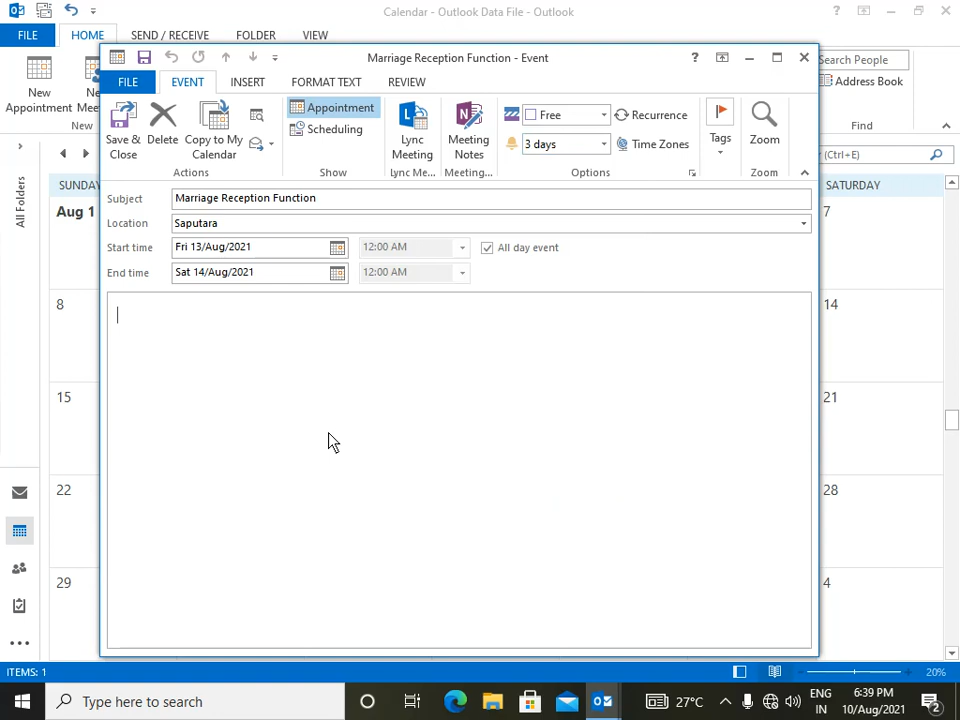 Calendar - Outlook Data File - Outlook
FILE HOME SEND / RECEIVE FOLDER VIEW
New
Appointment
New
Search People
Address Book
Find
Marriage Reception Function - Event
FILE EVENT INSERT FORMAT TEXT REVIEW
Save &
Close
Delete
Copy to My
Calendar
Actions
Appointment
Scheduling
Show
Lync
Meeting
Lync Me...
Meeting
Notes
Meeting...
Free
3 days
Recurrence
Time Zones
Options
Tags
Zoom
Zoom
Subject Marriage Reception Function
Location Saputara
Start time Fri 13/Aug/2021 12:00 AM All day event
End time Sat 14/Aug/2021 12:00 AM
(Ctrl+E)
All Folders
SUNDAY SATURDAY
Aug 1 7
8 14
15 21
22 28
29 4
ITEMS: 1 20%
Type here to search 27°C ENG
IN
6:39 PM
10/Aug/2021
2